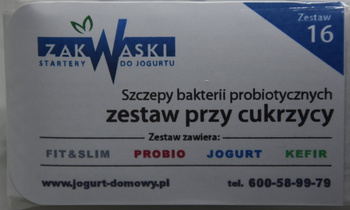 ZAKWASKI
STARTERY DO JOGURTU
Zestaw
16
Szczepy bakterii probiotycznych
zestaw przy cukrzycy
Zestaw zawiera:
FIT&SLIM PROBIO JOGURT KEFIR
www.jogurt-domowy.pl tel. 600-58-99-79